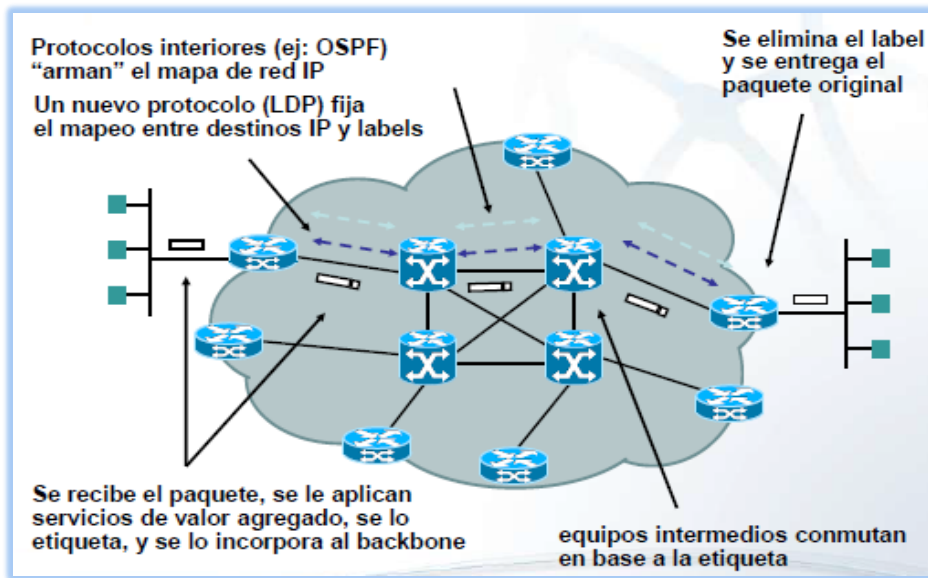 Protocolos interiores (ej: OSPF)
“arman” el mapa de red IP
Un nuevo protocolo (LDP) fija
el mapeo entre destinos IP y labels
Se elimina el label
y se entrega el
paquete original
Se recibe el paquete, se le aplican
servicios de valor agregado, se lo
etiqueta, y se lo incorpora al backbone
equipos intermedios conmutan
en base a la etiqueta